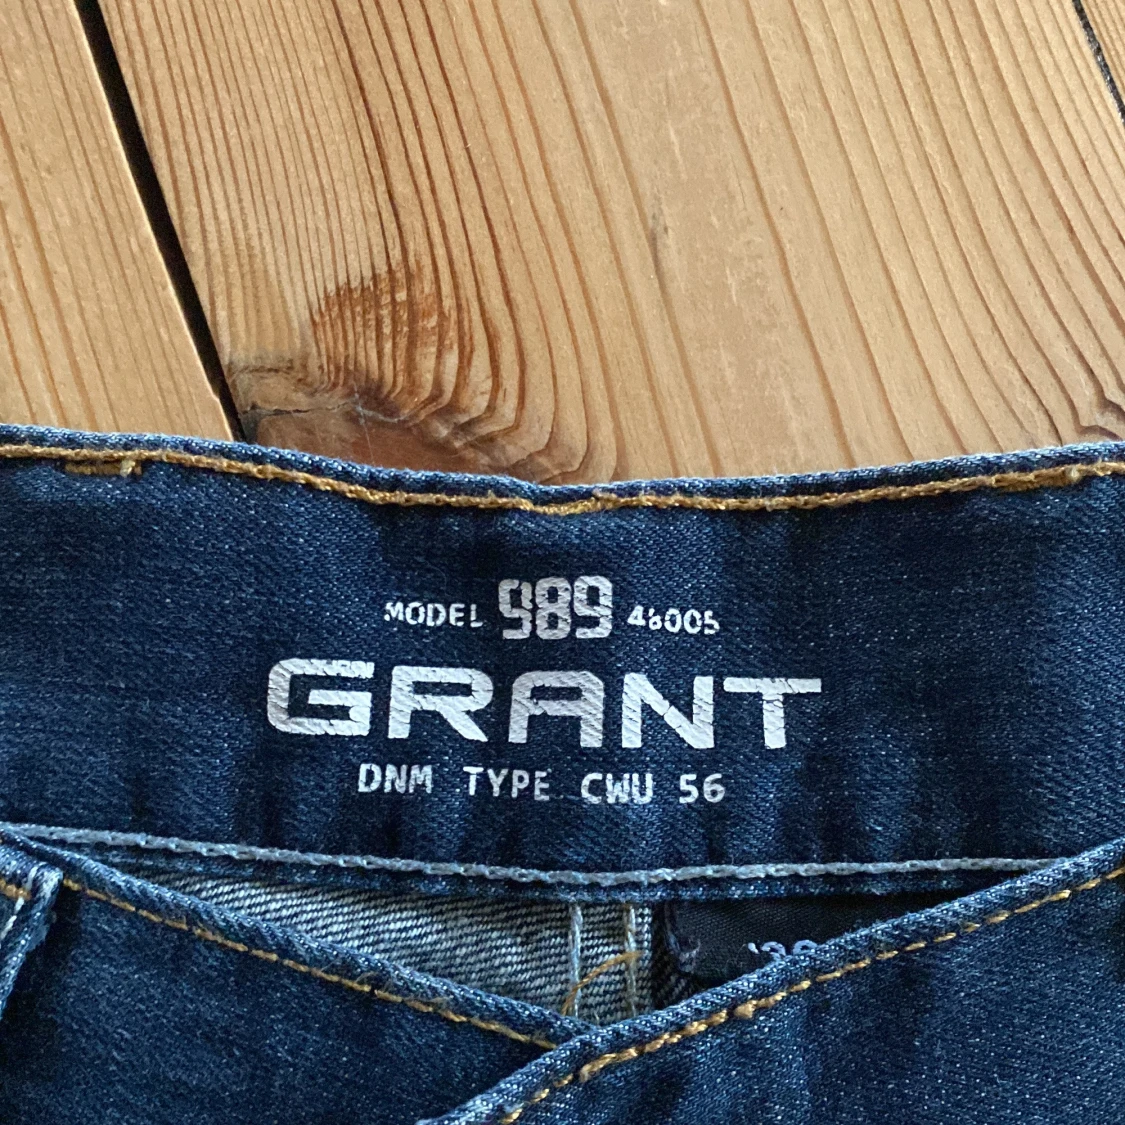 MODEL 989 46005
GRANT
DNM TYPE CWU 56